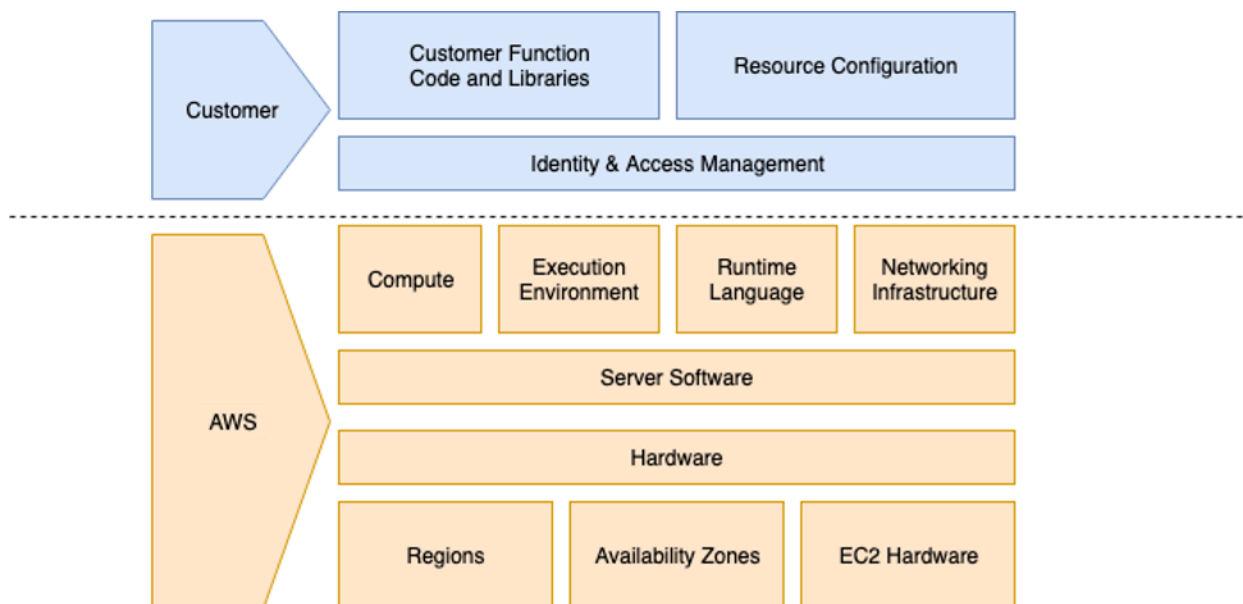 Customer
Customer Function
Code and Libraries
Resource Configuration
Identity & Access Management
AWS
Compute
Execution
Environment
Runtime
Language
Networking
Infrastructure
Server Software
Hardware
Regions
Availability Zones
EC2 Hardware